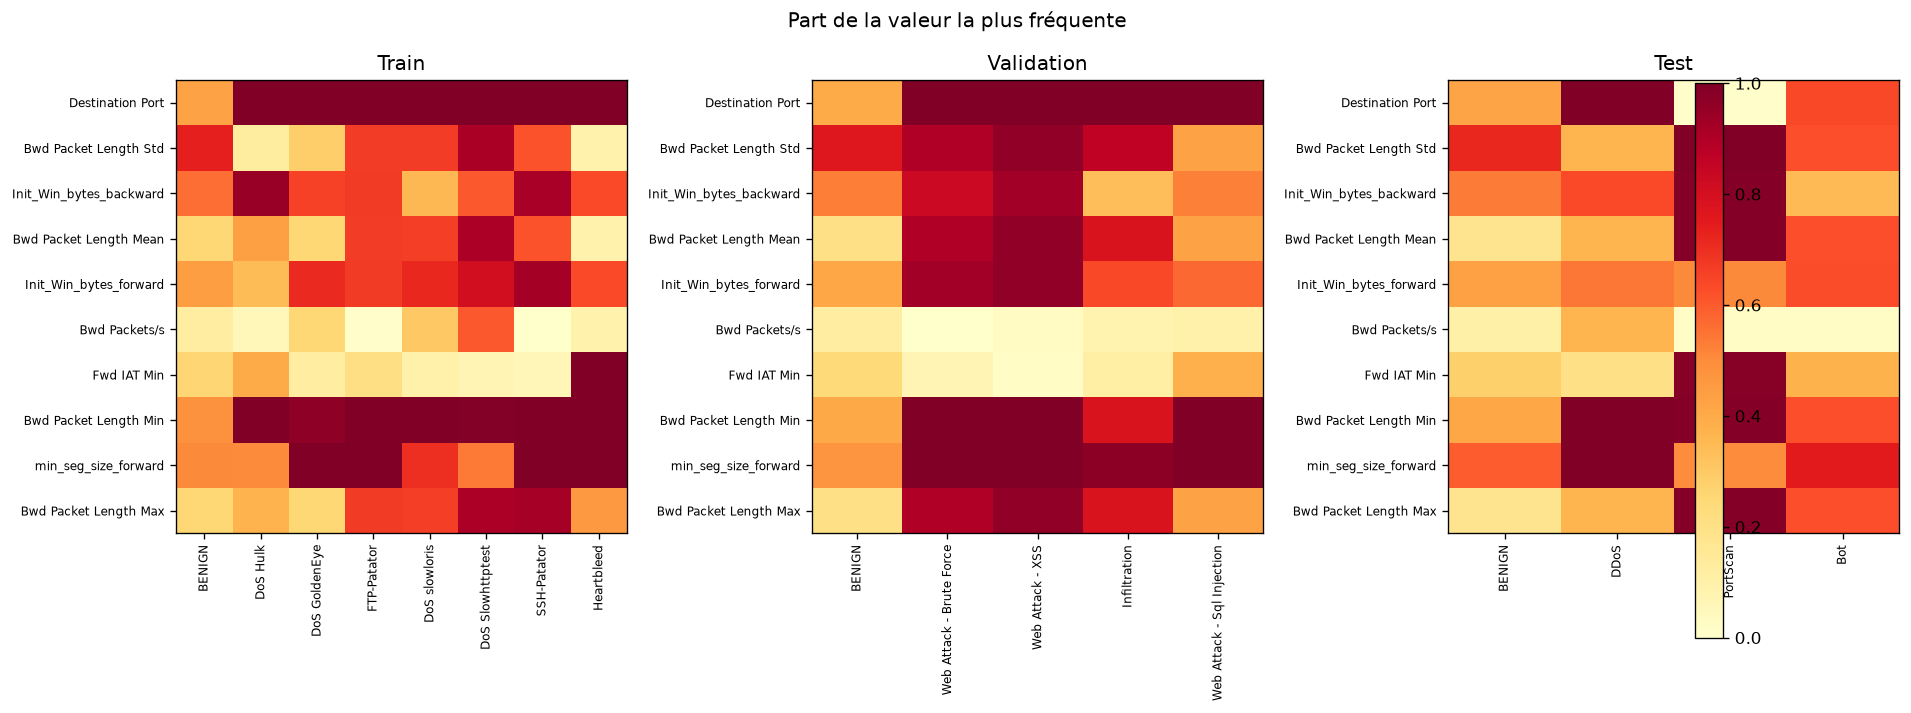 Part de la valeur la plus fréquente
Train
Destination Port
Bwd Packet Length Std
Init_Win_bytes_backward
Bwd Packet Length Mean
Init_Win_bytes_forward
Bwd Packets/s
Fwd IAT Min
Bwd Packet Length Min
min_seg_size_forward
Bwd Packet Length Max
BENIGN
DoS Hulk
DoS GoldenEye
FTP-Patator
DoS slowloris
DoS Slowhttptest
SSH-Patator
Heartbleed
Validation
Destination Port
Bwd Packet Length Std
Init_Win_bytes_backward
Bwd Packet Length Mean
Init_Win_bytes_forward
Bwd Packets/s
Fwd IAT Min
Bwd Packet Length Min
min_seg_size_forward
Bwd Packet Length Max
BENIGN
Web Attack - Brute Force
Web Attack - XSS
Infiltration
Web Attack - Sql Injection
Test
Destination Port
Bwd Packet Length Std
Init_Win_bytes_backward
Bwd Packet Length Mean
Init_Win_bytes_forward
Bwd Packets/s
Fwd IAT Min
Bwd Packet Length Min
min_seg_size_forward
Bwd Packet Length Max
BENIGN
DDoS
PortScan
Bot
1.0
0.8
0.6
0.4
0.2
0.0